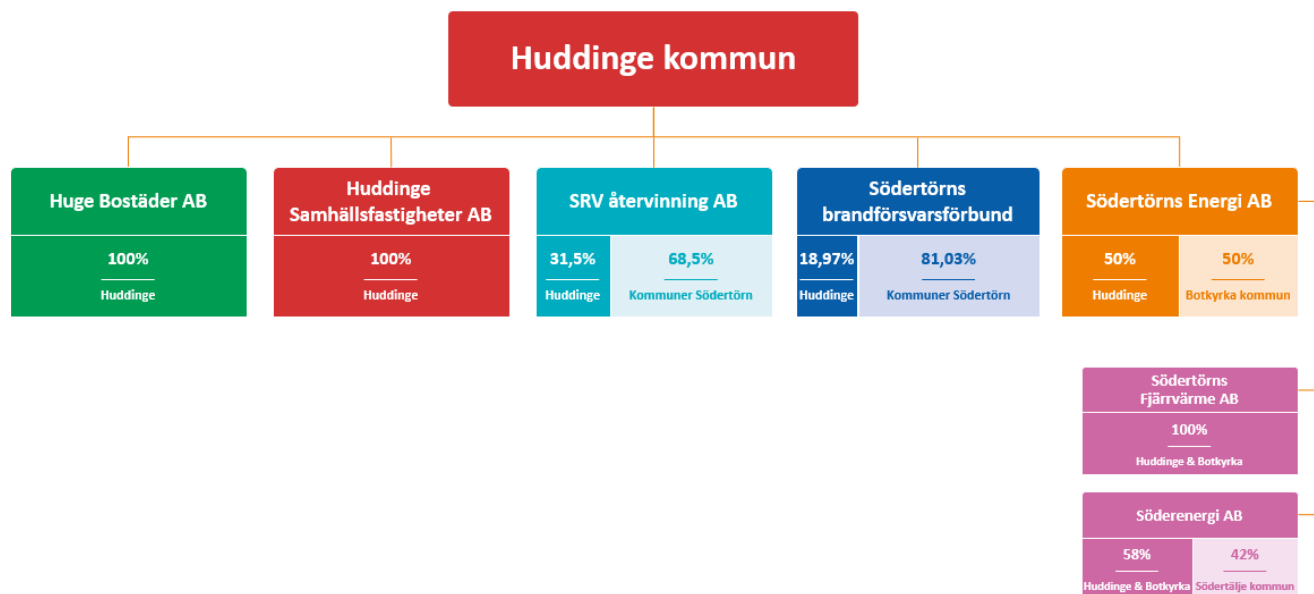 Huddinge kommun
Huge Bostäder AB
100%
Huddinge
Huddinge
Samhällsfastigheter AB
100%
Huddinge
SRV återvinning AB
31,5%
Huddinge
68,5%
Kommuner Södertörn
Södertörns
brandförsvarsförbund
18,97%
Huddinge
81,03%
Kommuner Södertörn
Södertörns Energi AB
50%
Huddinge
50%
Botkyrka kommun
Södertörns
Fjärrvärme AB
100%
Huddinge & Botkyrka
Söderenergi AB
58%
Huddinge & Botkyrka
42%
Södertälje kommun